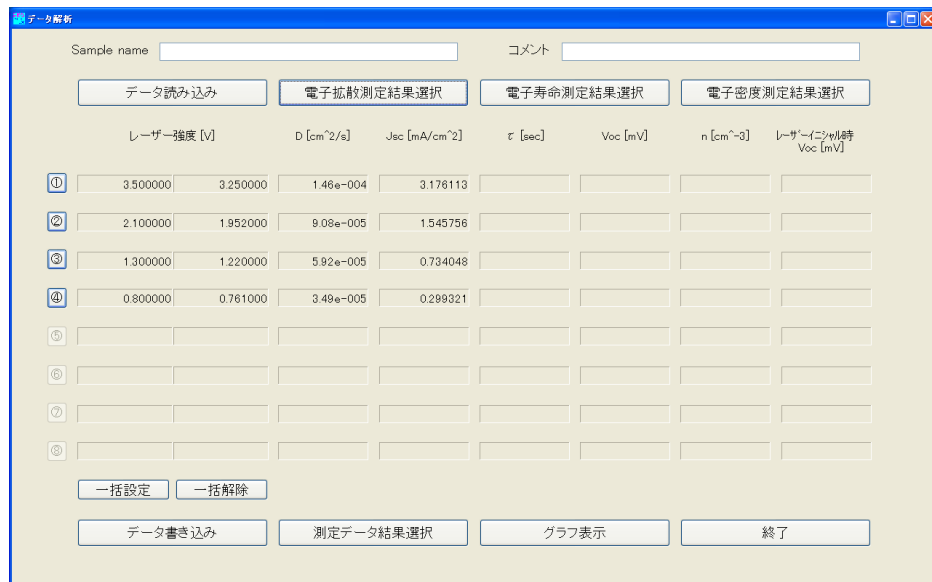 データ解析
Sample name コメント
データ読み込み 電子拡散測定結果選択 電子寿命測定結果選択 電子密度測定結果選択
レーザー強度 [V] D [cm^2/s] Jsc [mA/cm^2] τ [sec] Voc [mV] n [cm^-3] レーザーイニシャル時
Voc [mV]
① 3.500000 3.250000 1.46e-004 3.176113
② 2.100000 1.952000 9.08e-005 1.545756
③ 1.300000 1.220000 5.92e-005 0.734048
④ 0.800000 0.761000 3.49e-005 0.299321
⑤
⑥
⑦
⑧
一括設定 一括解除
データ書き込み 測定データ結果選択 グラフ表示 終了